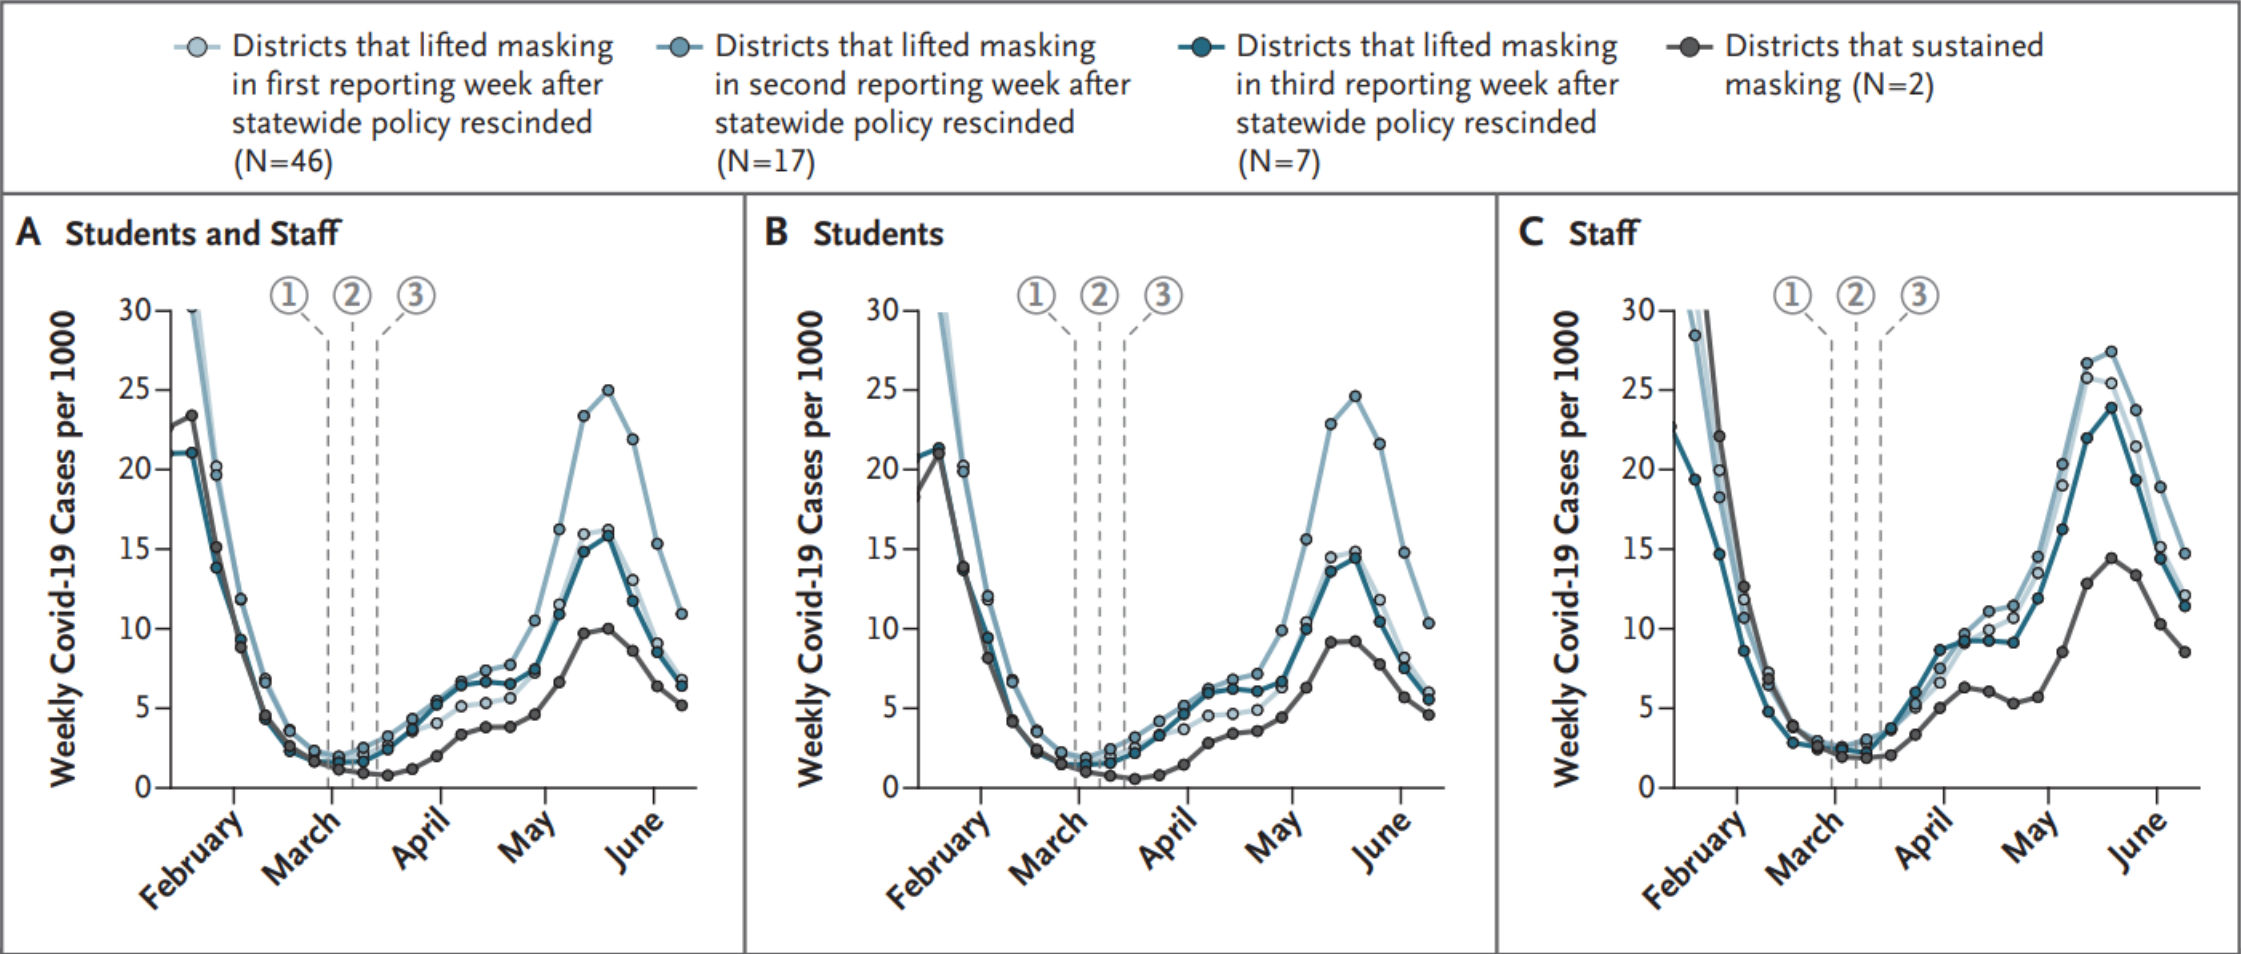 Districts that lifted masking
in first reporting week after
statewide policy rescinded
(N=46)
Districts that lifted masking
in second reporting week after
statewide policy rescinded
(N=17)
Districts that lifted masking
in third reporting week after
statewide policy rescinded
(N=7)
Districts that sustained
masking (N=2)
A Students and Staff
Weekly Covid-19 Cases per 1000
1 2 3
30
25
20
15
10
5
0
February March April May June
B Students
Weekly Covid-19 Cases per 1000
1 2 3
30
25
20
15
10
5
0
February March April May June
C Staff
Weekly Covid-19 Cases per 1000
1 2 3
30
25
20
15
10
5
0
February March April May June